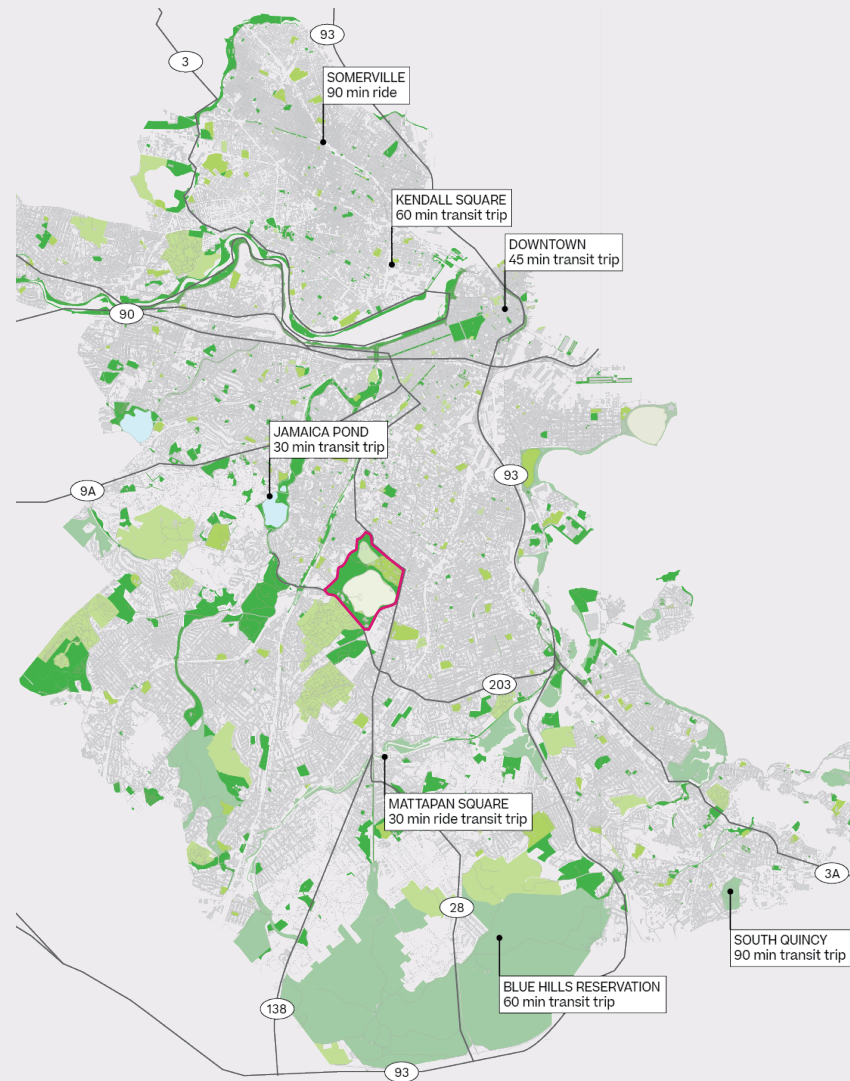 93
3
SOMERVILLE
90 min ride
KENDALL SQUARE
60 min transit trip
DOWNTOWN
45 min transit trip
90
JAMAICA POND
30 min transit trip
93
9A
203
MATTAPAN SQUARE
30 min ride transit trip
3A
28
SOUTH QUINCY
90 min transit trip
BLUE HILLS RESERVATION
60 min transit trip
138
93